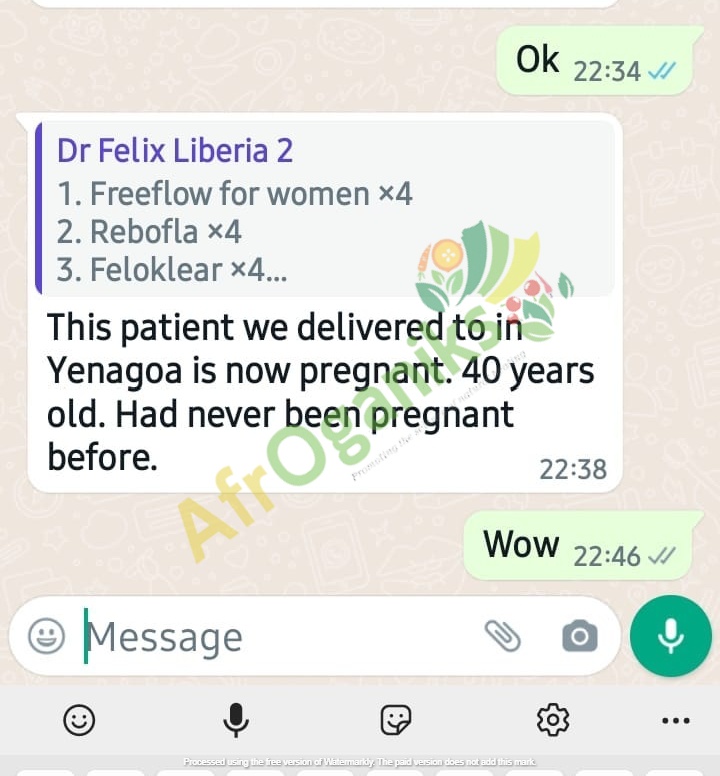 Ok 22:34
Dr Felix Liberia 2
1. Freeflow for women ×4
2. Rebofla ×4
3. Feloklear ×4...
This patient we delivered to in
Yenagoa is now pregnant. 40 years
old. Had never been pregnant
before.
22:38
AfrOganiks
Promoting the
Wow 22:46
Message
Processed using the free version of Watermarkly. The paid version does not add this mark.